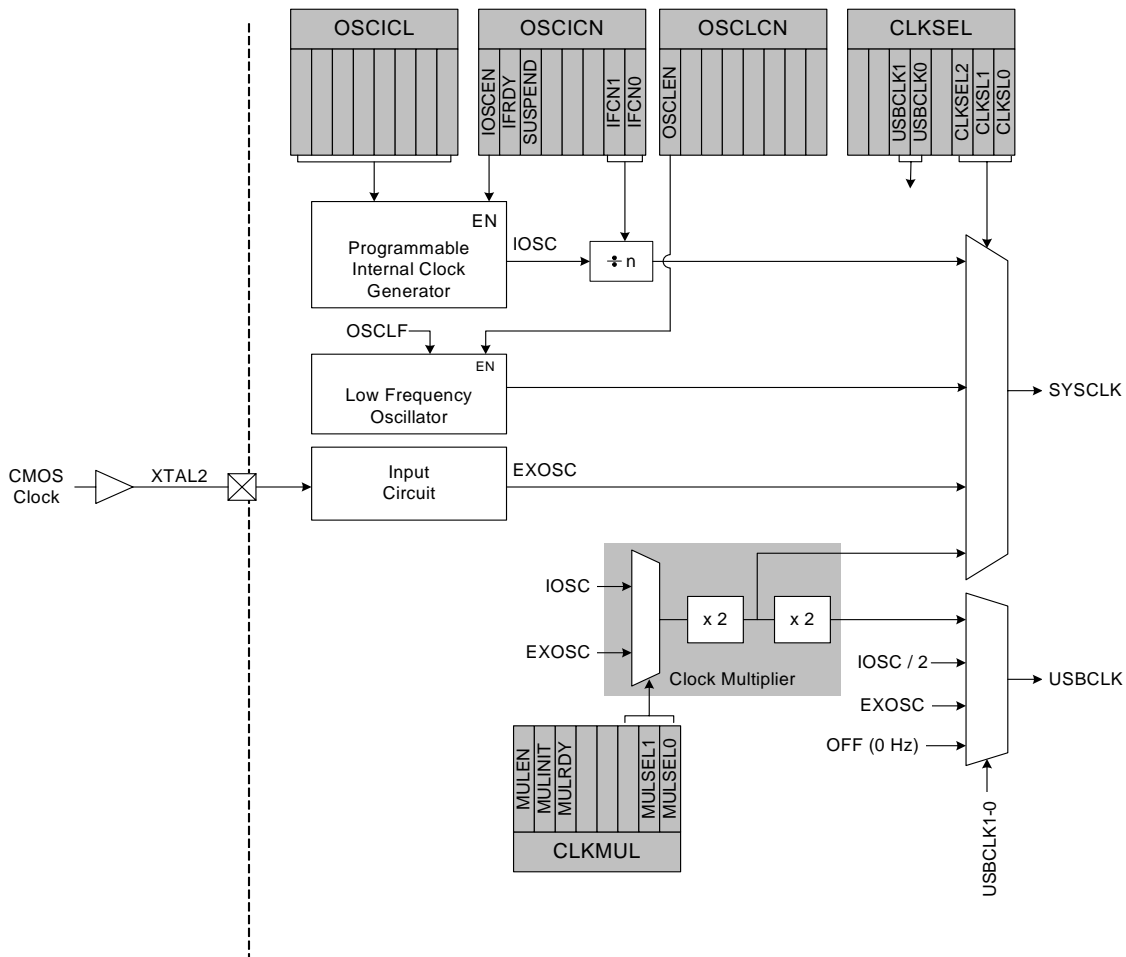 OSCICL
OSCICN
OSCLCN
CLKSEL
IOSCEN
IFRDY
SUSPEND
IFCN1
IFCN0
OSCLEN
USBCLK1
USBCLK0
CLKSEL2
CLKSL1
CLKSL0
EN
Programmable
Internal Clock
Generator
IOSC
÷ n
OSCLF
EN
Low Frequency
Oscillator
SYSCLK
CMOS
Clock
XTAL2
Input
Circuit
EXOSC
IOSC
EXOSC
x 2
x 2
Clock Multiplier
IOSC / 2
EXOSC
OFF (0 Hz)
USBCLK
USBCLK1-0
MULEN
MULINIT
MULRDY
MULSEL1
MULSEL0
CLKMUL